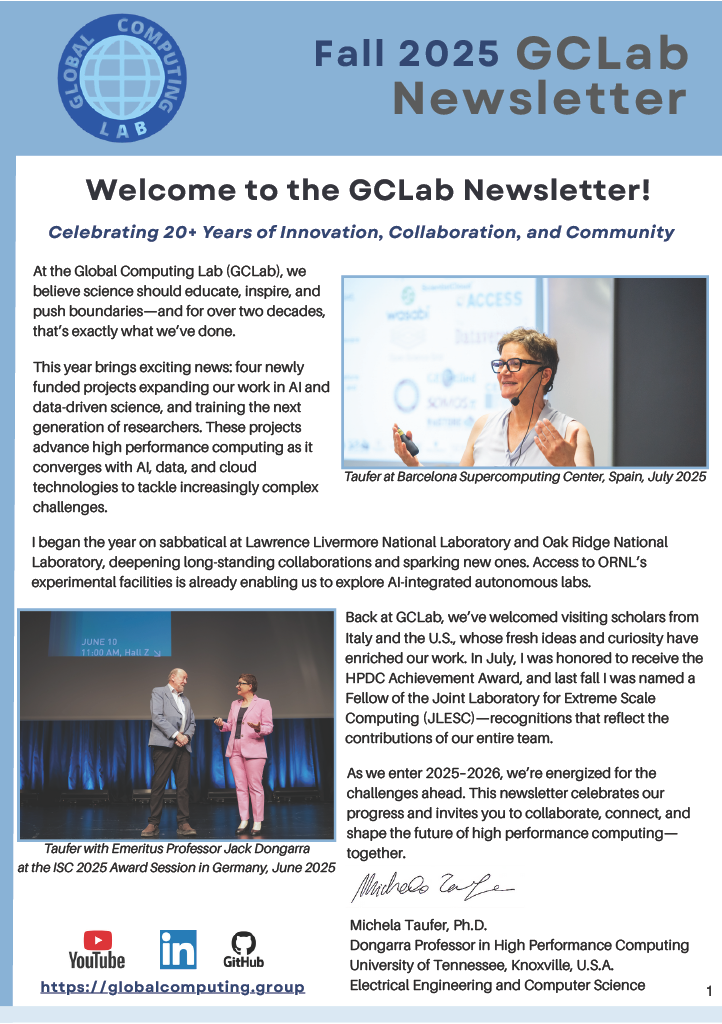 GLOBAL COMPUTING
LAB
Fall 2025 GCLab
Newsletter
Welcome to the GCLab Newsletter!
Celebrating 20+ Years of Innovation, Collaboration, and Community
At the Global Computing Lab (GCLab), we
believe science should educate, inspire, and
push boundaries—and for over two decades,
that's exactly what we've done.
This year brings exciting news: four newly
funded projects expanding our work in AI and
data-driven science, and training the next
generation of researchers. These projects
advance high performance computing as it
converges with AI, data, and cloud
technologies to tackle increasingly complex
challenges.
wasabi
ACCESS
Taufer at Barcelona Supercomputing Center, Spain, July 2025
I began the year on sabbatical at Lawrence Livermore National Laboratory and Oak Ridge National
Laboratory, deepening long-standing collaborations and sparking new ones. Access to ORNL's
experimental facilities is already enabling us to explore AI-integrated autonomous labs.
JUNE 10
11:00 AM, Hall Z
Taufer with Emeritus Professor Jack Dongarra
at the ISC 2025 Award Session in Germany, June 2025
Back at GCLab, we've welcomed visiting scholars from
Italy and the U.S., whose fresh ideas and curiosity have
enriched our work. In July, I was honored to receive the
HPDC Achievement Award, and last fall I was named a
Fellow of the Joint Laboratory for Extreme Scale
Computing (JLESC)—recognitions that reflect the
contributions of our entire team.
As we enter 2025–2026, we're energized for the
challenges ahead. This newsletter celebrates our
progress and invites you to collaborate, connect, and
shape the future of high performance computing—
together.
Michela Taufer
Michela Taufer, Ph.D.
Dongarra Professor in High Performance Computing
University of Tennessee, Knoxville, U.S.A.
Electrical Engineering and Computer Science
YouTube
in
GitHub
https://globalcomputing.group
1